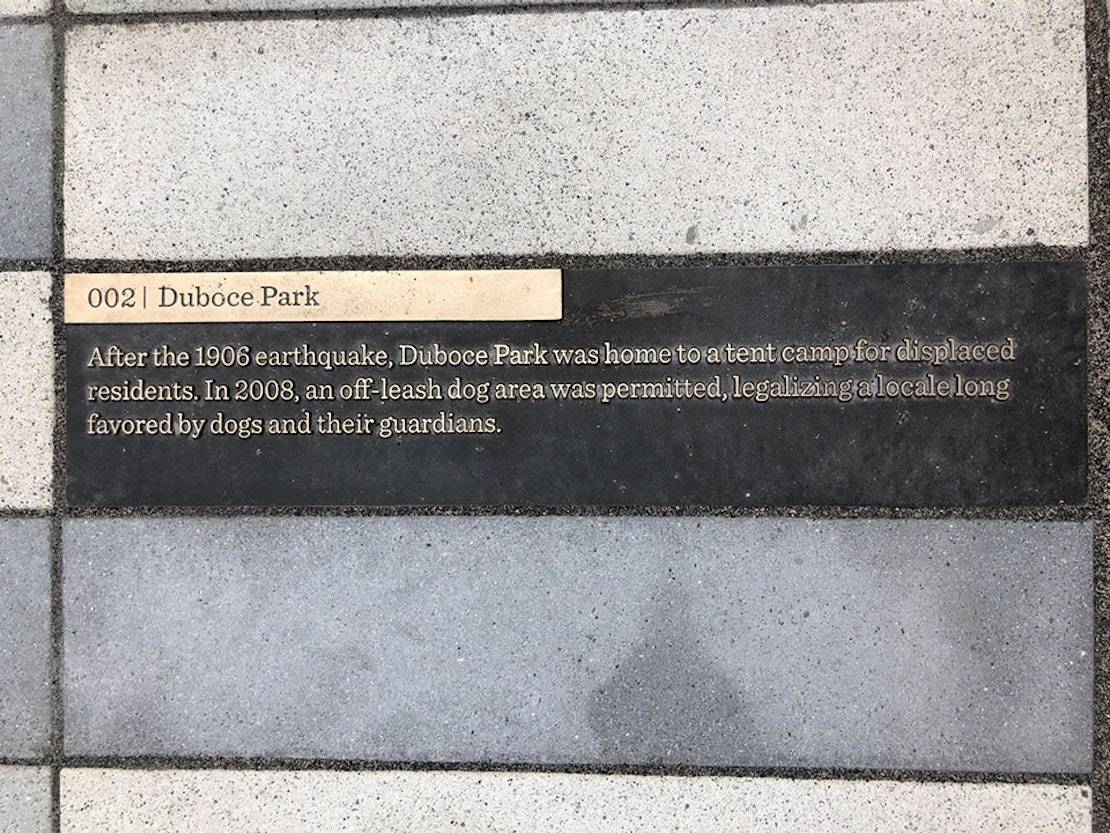 002 | Duboce Park
After the 1906 earthquake, Duboce Park was home to a tent camp for displaced
residents. In 2008, an off-leash dog area was permitted, legalizing a locale long
favored by dogs and their guardians.